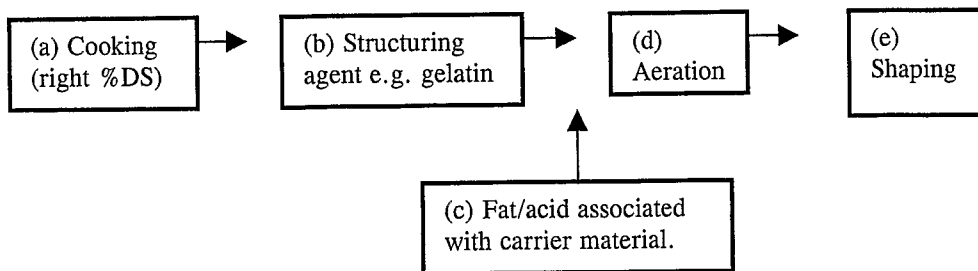 (a) Cooking
(right %DS)
(b) Structuring
agent e.g. gelatin
(d)
Aeration
(e)
Shaping
(c) Fat/acid associated
with carrier material.